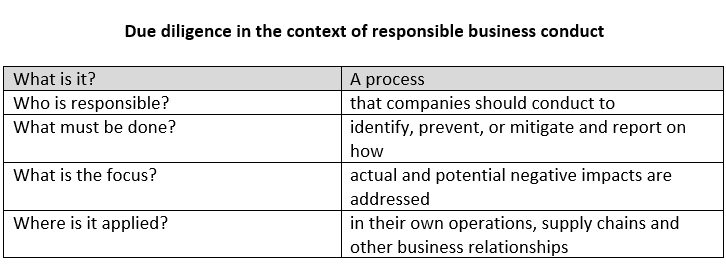 Due diligence in the context of responsible business conduct
What is it? A process
Who is responsible? that companies should conduct to
What must be done? identify, prevent, or mitigate and report on
how
What is the focus? actual and potential negative impacts are
addressed
Where is it applied? in their own operations, supply chains and
other business relationships